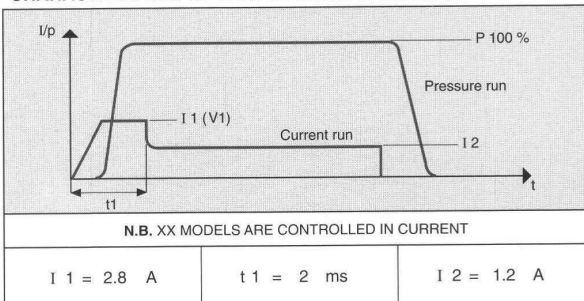 I/p
P 100 %
Pressure run
I 1 (V1)
Current run
I 2
t
t1
N.B. XX MODELS ARE CONTROLLED IN CURRENT
I 1 = 2.8 A
t 1 = 2 ms
I 2 = 1.2 A